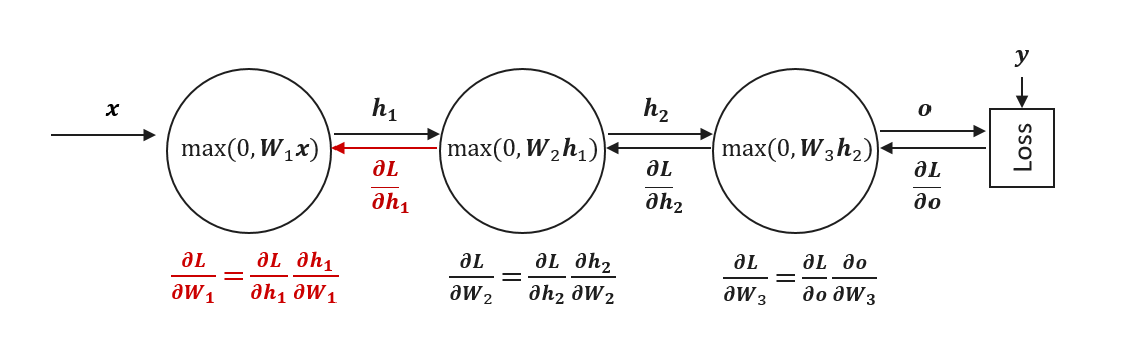 y
x h₁ h₂ o
max(0, W₁x) max(0, W₂h₁) max(0, W₃h₂) Loss
∂L/∂h₁ ∂L/∂h₂ ∂L/∂o
∂L/∂W₁ = ∂L/∂h₁ ∂h₁/∂W₁ ∂L/∂W₂ = ∂L/∂h₂ ∂h₂/∂W₂ ∂L/∂W₃ = ∂L/∂o ∂o/∂W₃